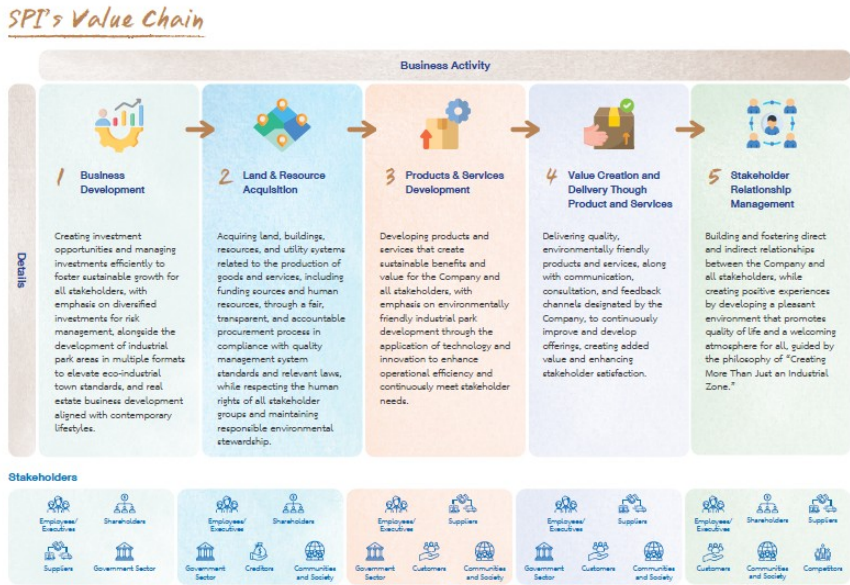 SPI's Value Chain
Business Activity
Details
1 Business
Development
Creating investment
opportunities and managing
investments efficiently to
foster sustainable growth for
all stakeholders, with
emphasis on diversified
investments for risk
management, alongside the
development of industrial
park areas in multiple formats
to elevate eco-industrial
town standards, and real
estate business development
aligned with contemporary
lifestyles.
2 Land & Resource
Acquisition
Acquiring land, buildings,
resources, and utility systems
related to the production of
goods and services, including
funding sources and human
resources, through a fair,
transparent, and accountable
procurement process in
compliance with quality
management system
standards and relevant laws,
while respecting the human
rights of all stakeholder
groups and maintaining
responsible environmental
stewardship.
3 Products & Services
Development
Developing products and
services that create
sustainable benefits and
value for the Company and
all stakeholders, with
emphasis on environmentally
friendly industrial park
development through the
application of technology and
innovation to enhance
operational efficiency and
continuously meet stakeholder
needs.
4 Value Creation and
Delivery Though
Product and Services
Delivering quality,
environmentally friendly
products and services, along
with communication,
consultation, and feedback
channels designated by the
Company, to continuously
improve and develop
offerings, creating added
value and enhancing
stakeholder satisfaction.
5 Stakeholder
Relationship
Management
Building and fostering direct
and indirect relationships
between the Company and
all stakeholders, while
creating positive experiences
by developing a pleasant
environment that promotes
quality of life and a welcoming
atmosphere for all, guided by
the philosophy of "Creating
More Than Just an Industrial
Zone."
Stakeholders
Employees/
Executives
Shareholders
Suppliers
Government Sector
Employees/
Executives
Shareholders
Government
Sector
Creditors
Communities
and Society
Employees/
Executives
Suppliers
Government
Sector
Customers
Communities
and Society
Employees/
Executives
Suppliers
Government
Sector
Customers
Communities
and Society
Employees/
Executives
Shareholders
Suppliers
Customers
Communities
and Society
Competitors